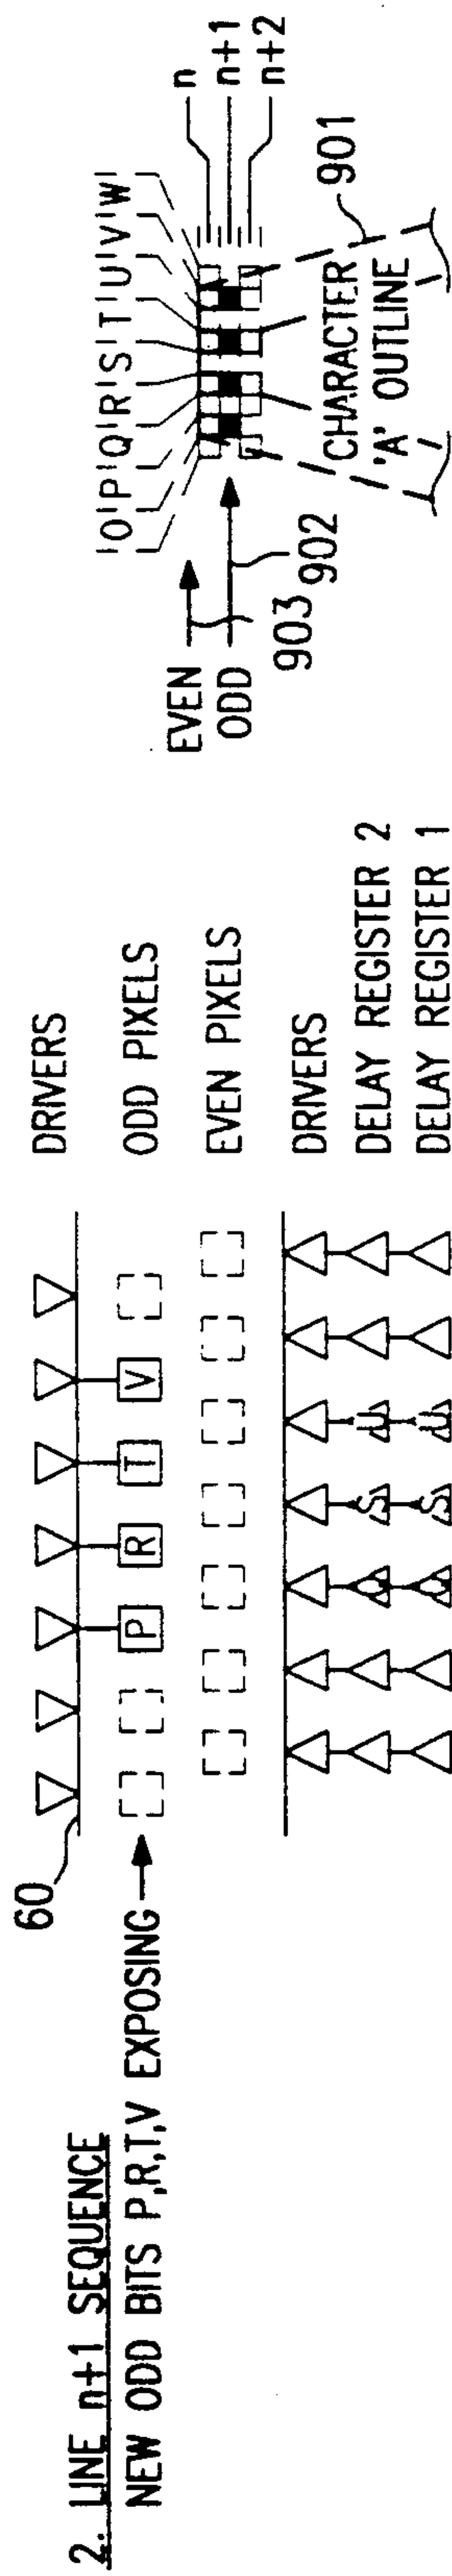 2. LINE n+1 SEQUENCE
NEW ODD BITS P,R,T,V EXPOSING
60
DRIVERS
P R T V
ODD PIXELS
EVEN PIXELS
DRIVERS
Q S U
DELAY REGISTER 2
Q S U
DELAY REGISTER 1
'O'P'Q'R'S'T'U'V'W'
EVEN
ODD
903
902
n
n+1
n+2
901
CHARACTER
'A' OUTLINE